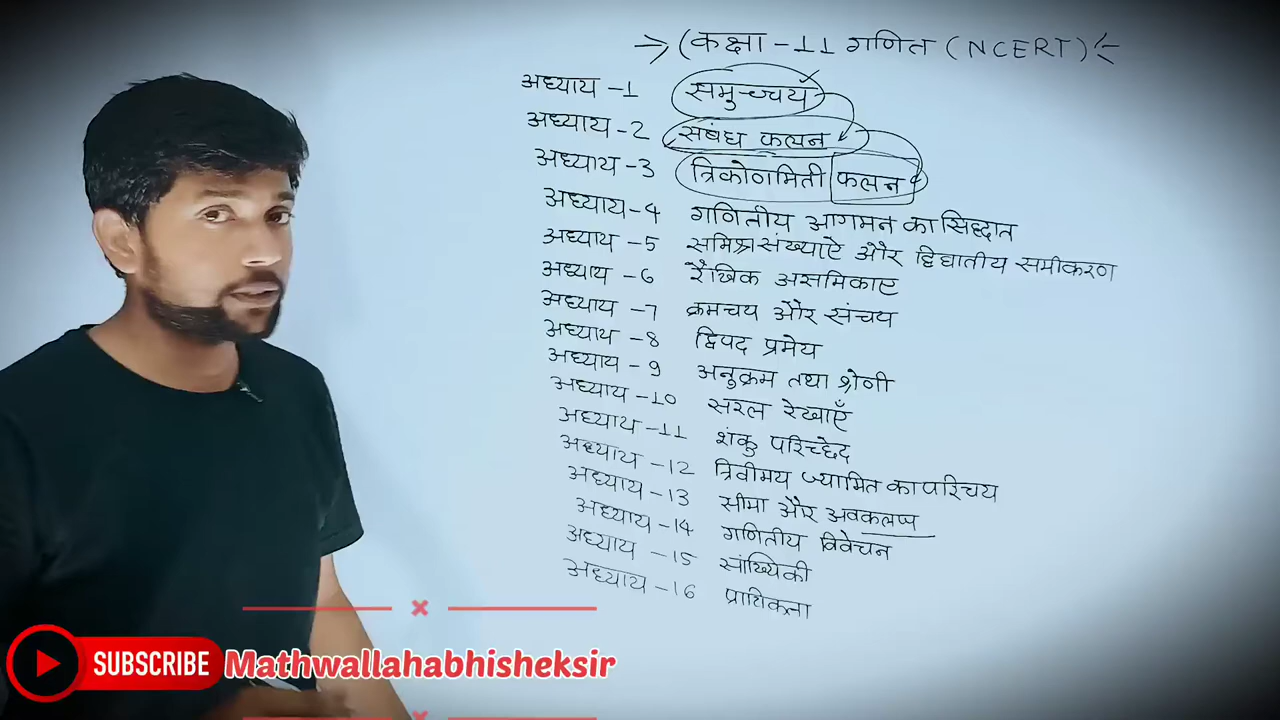 → (कक्षा - 11 गणित (NCERT)
अध्याय - 1 समुच्चय
अध्याय - 2 संबंध फलन
अध्याय - 3 त्रिकोणमिती फलन
अध्याय - 4 गणितीय आगमन का सिद्धात
अध्याय - 5 समिश्र संख्याऐ और द्विघातीय समीकरण
अध्याय - 6 रैखिक असमिकाए
अध्याय - 7 क्रमचय और संचय
अध्याय - 8 द्विपद प्रमेय
अध्याय - 9 अनुक्रम तथा श्रेणी
अध्याय - 10 सरल रेखाएँ
अध्याय - 11 शंकु परिच्छेद
अध्याय - 12 त्रिवीमय ज्यामित का परिचय
अध्याय - 13 सीमा और अवकलज
अध्याय - 14 गणितीय विवेचन
अध्याय - 15 सांख्यिकी
अध्याय - 16 प्रायिकता
SUBSCRIBE Mathwallahabhisheksir